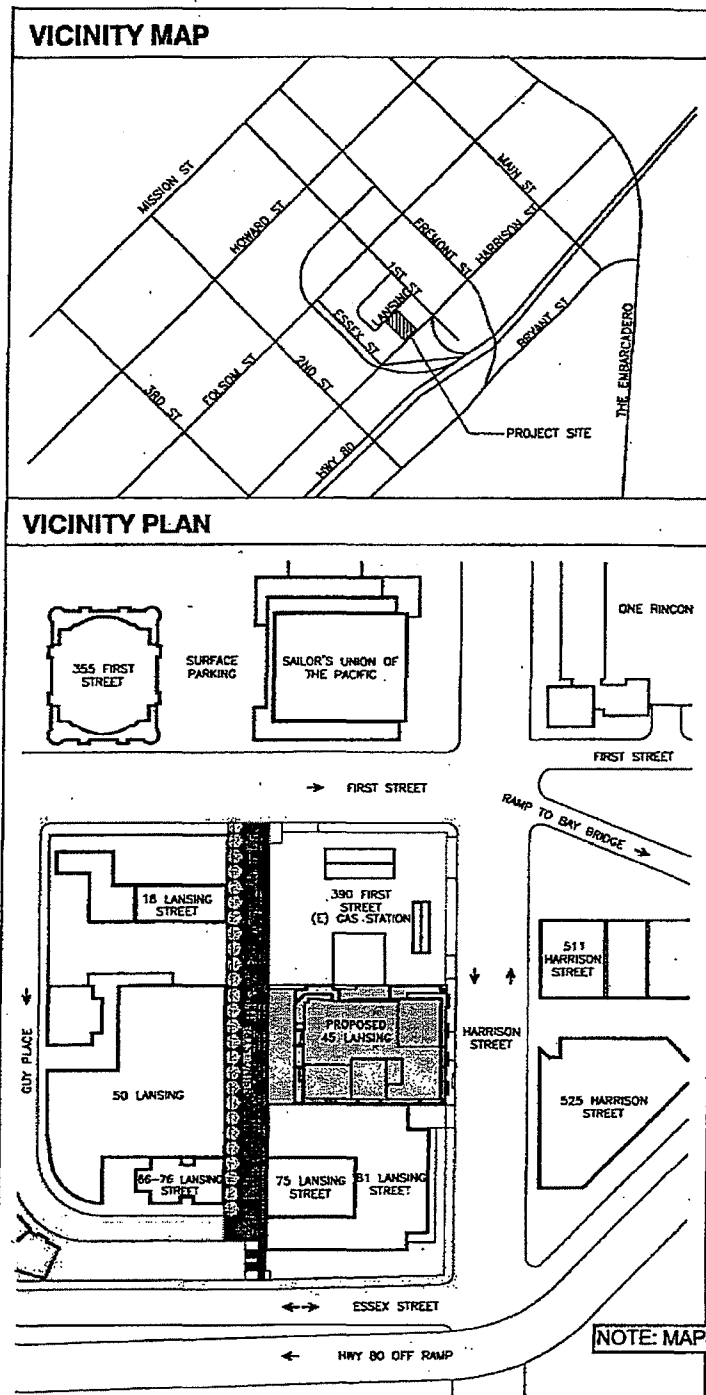 VICINITY MAP
MISSION ST
HOWARD ST
MAIN ST
FREMONT ST
HARRISON ST
1ST ST
LANSING ST
ESSEX ST
BRYANT ST
FOLSOM ST
2ND ST
3RD ST
HWY 80
THE EMBARCADERO
PROJECT SITE
VICINITY PLAN
ONE RINCON
355 FIRST
STREET
SURFACE
PARKING
SAILOR'S UNION OF
THE PACIFIC
FIRST STREET
→ FIRST STREET
RAMP TO BAY BRIDGE →
18 LANSING
STREET
390 FIRST
STREET
(E) GAS STATION
511
HARRISON
STREET
GUY PLACE
PROPOSED
45 LANSING
HARRISON
STREET
50 LANSING
525 HARRISON
STREET
66-76 LANSING
STREET
75 LANSING
STREET
81 LANSING
STREET
ESSEX STREET
← HWY 80 OFF RAMP
NOTE: MAP